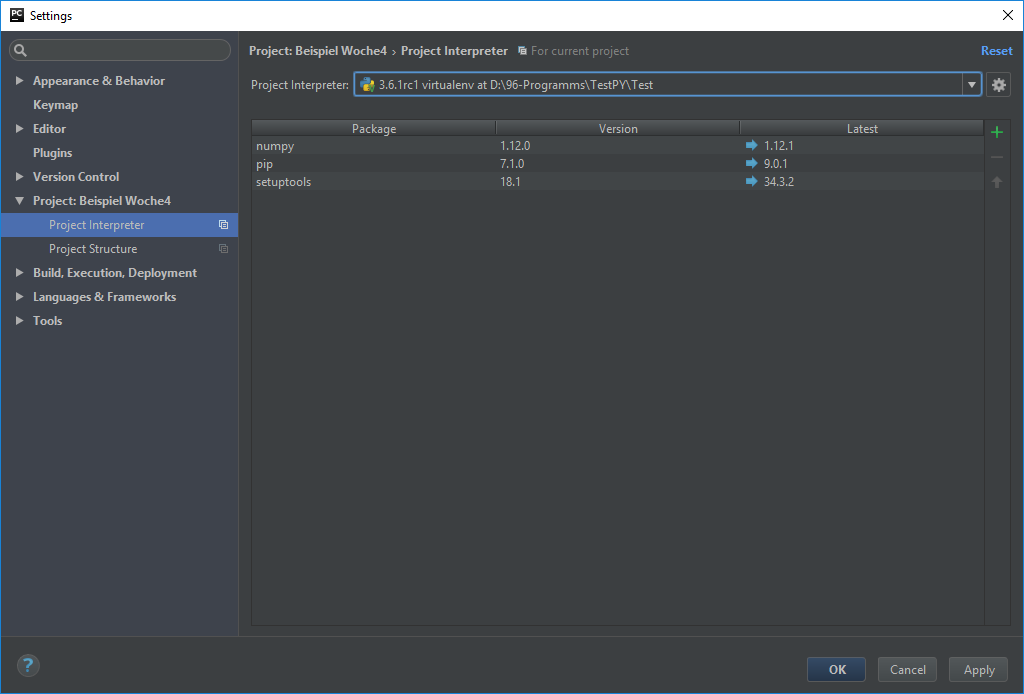 PC Settings
Project: Beispiel Woche4 › Project Interpreter For current project Reset
Appearance & Behavior
Keymap
Editor
Plugins
Version Control
Project: Beispiel Woche4
Project Interpreter
Project Structure
Build, Execution, Deployment
Languages & Frameworks
Tools
Project Interpreter: 3.6.1rc1 virtualenv at D:\96-Programms\TestPY\Test
Package Version Latest
numpy 1.12.0 1.12.1
pip 7.1.0 9.0.1
setuptools 18.1 34.3.2
? OK Cancel Apply